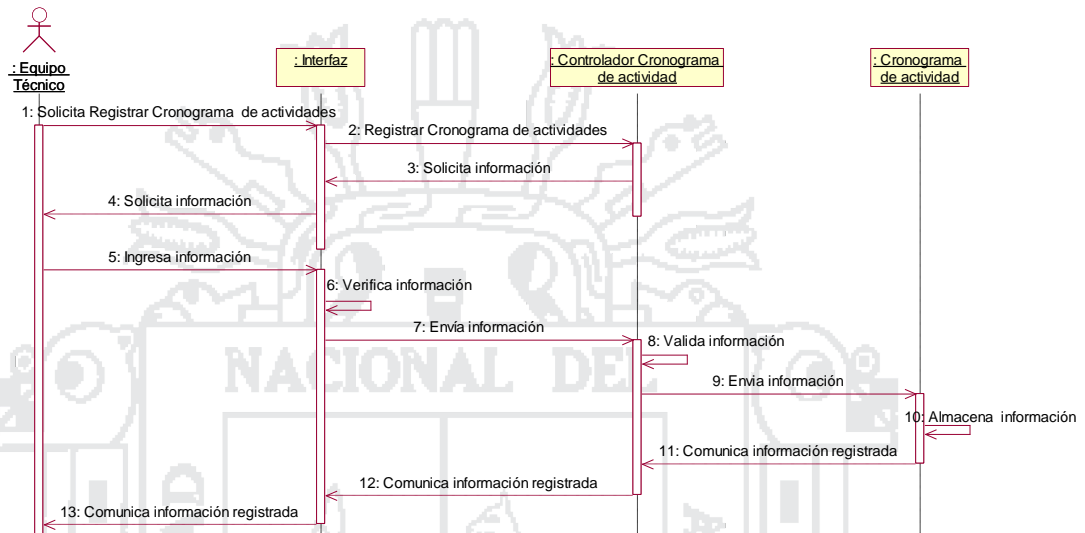 : Equipo
Técnico
: Interfaz
: Controlador Cronograma
de actividad
: Cronograma
de actividad
1: Solicita Registrar Cronograma de actividades
2: Registrar Cronograma de actividades
3: Solicita información
4: Solicita información
5: Ingresa información
6: Verifica información
7: Envía información
8: Valida información
9: Envia información
10: Almacena información
11: Comunica información registrada
12: Comunica información registrada
13: Comunica información registrada
NACIONAL DEL